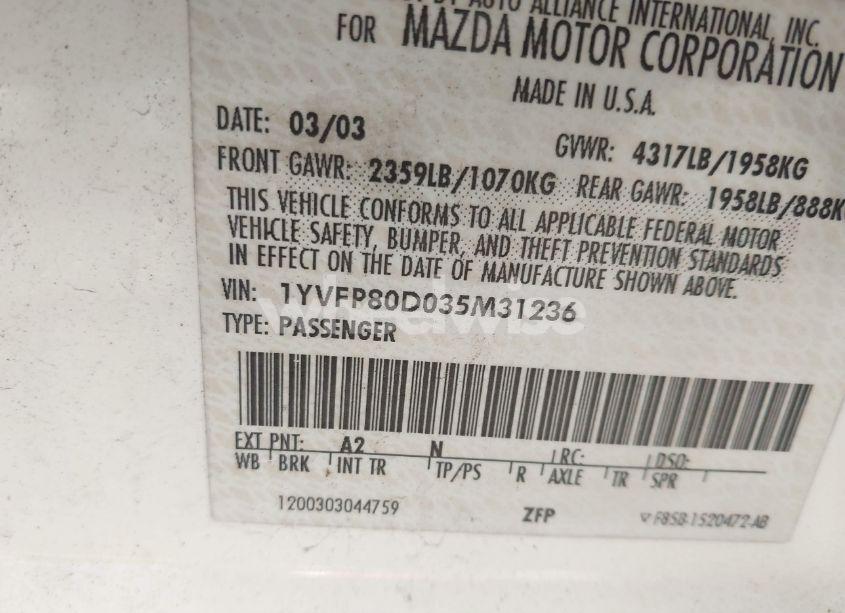 BY AUTO ALLIANCE INTERNATIONAL, INC.
FOR MAZDA MOTOR CORPORATION
MADE IN U.S.A.
DATE: 03/03 GVWR: 4317LB/1958KG
FRONT GAWR: 2359LB/1070KG REAR GAWR: 1958LB/888K
THIS VEHICLE CONFORMS TO ALL APPLICABLE FEDERAL MOTOR
VEHICLE SAFETY, BUMPER, AND THEFT PREVENTION STANDARDS
IN EFFECT ON THE DATE OF MANUFACTURE SHOWN ABOVE.
VIN: 1YVFP80D035M31236
wheelwise
TYPE: PASSENGER
EXT PNT: A2 N RC: DSO:
WB BRK INT TR TP/PS R AXLE TR SPR
1200303044759 ZFP F85B-1520472-AB